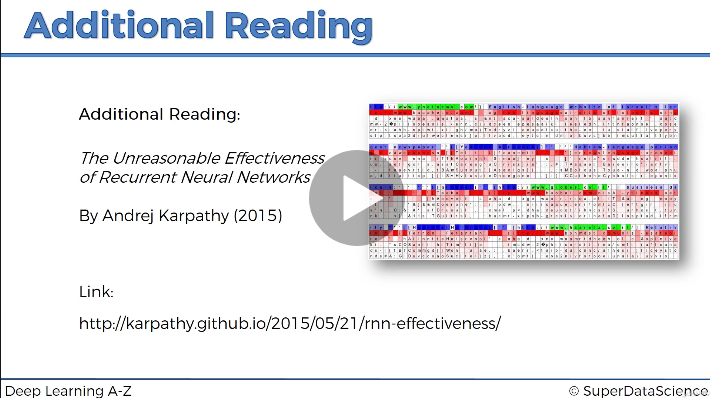 Additional Reading
Additional Reading:
The Unreasonable Effectiveness
of Recurrent Neural Networks
By Andrej Karpathy (2015)
Link:
http://karpathy.github.io/2015/05/21/rnn-effectiveness/
Deep Learning A-Z
© SuperDataScience